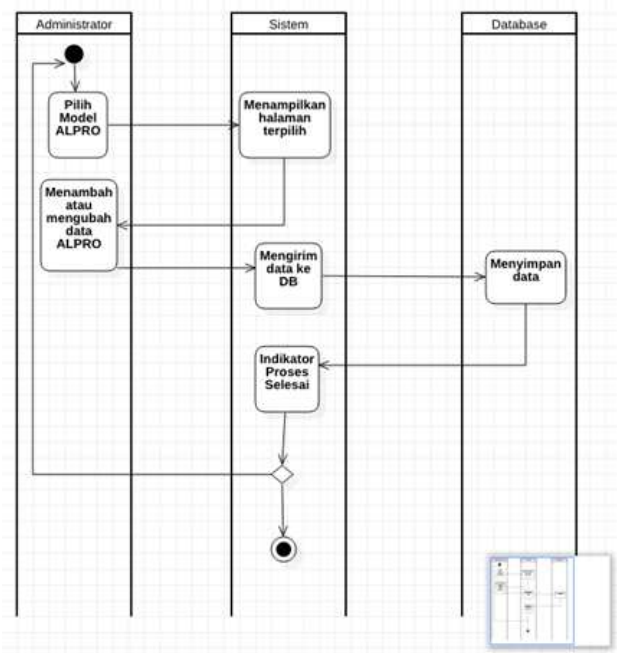 Administrator
Sistem
Database
Pilih
Model
ALPRO
Menampilkan
halaman
terpilih
Menambah
atau
mengubah
data
ALPRO
Mengirim
data ke
DB
Menyimpan
data
Indikator
Proses
Selesai